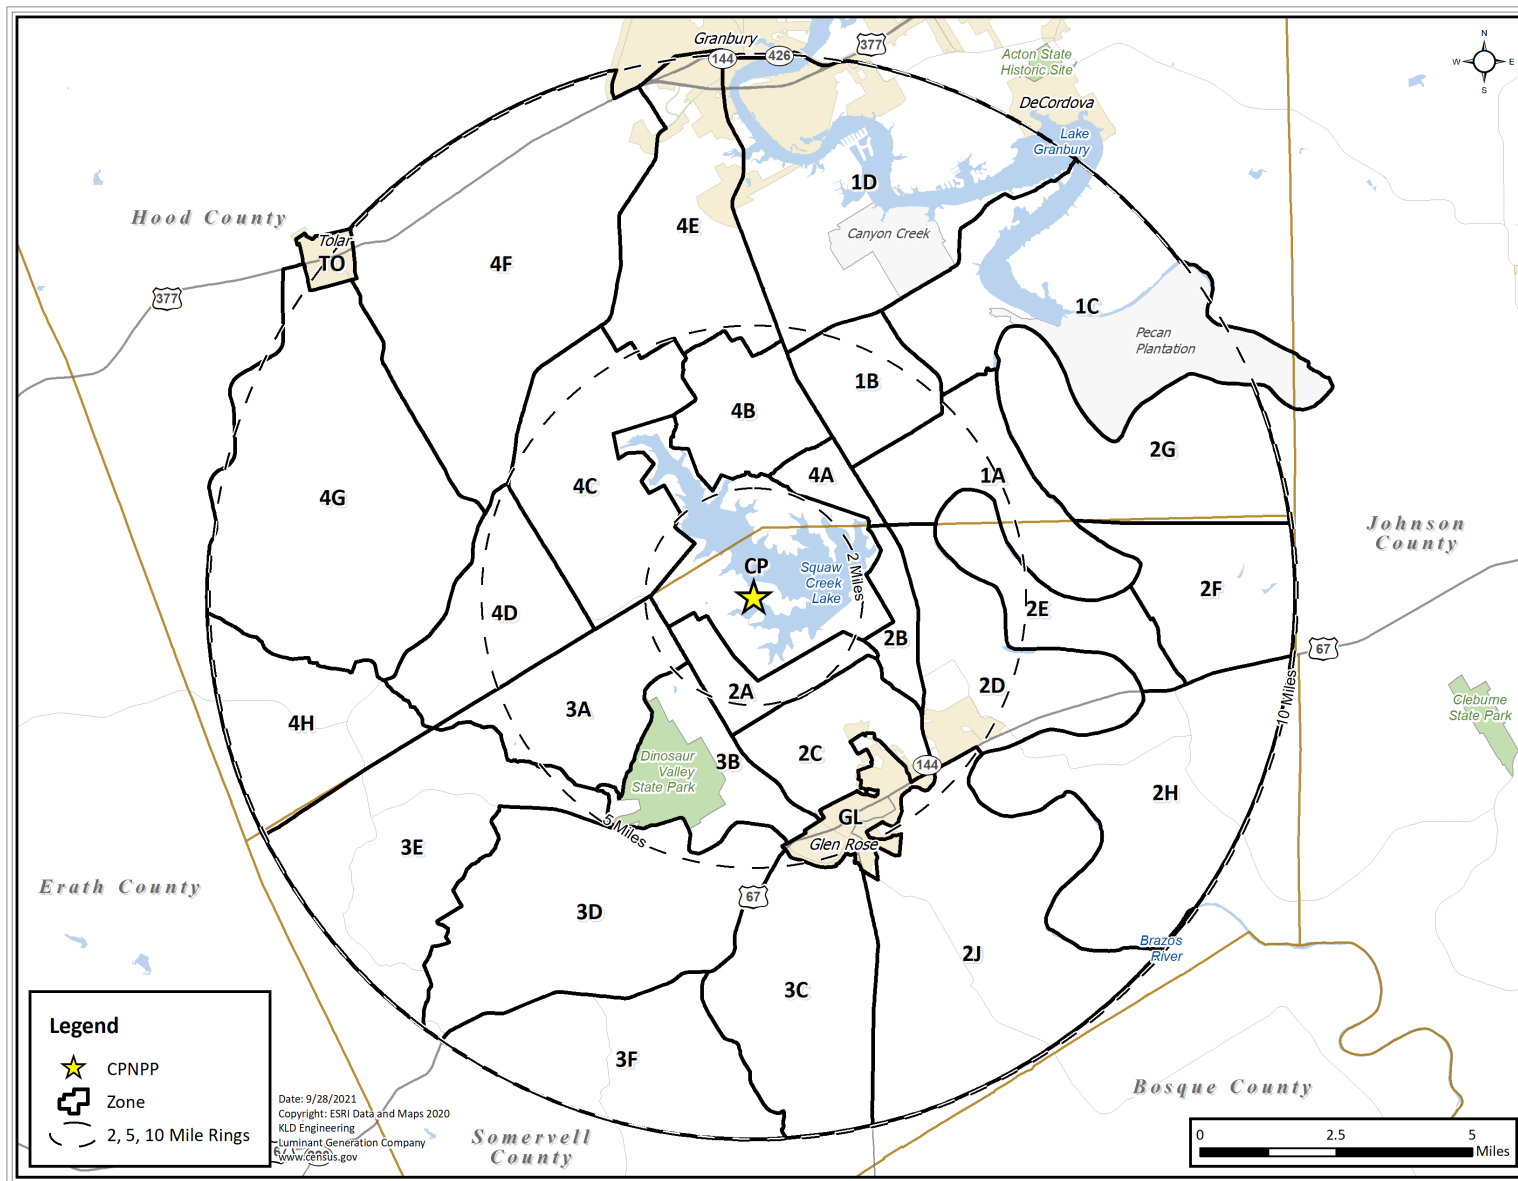 Granbury
144
426
377
Acton State
Historic Site
DeCordova
Lake
Granbury
N
W
E
S
1D
Hood County
Canyon Creek
4E
Tolar
TO
4F
377
1C
Pecan
Plantation
1B
4B
2G
4A
1A
4C
4G
Johnson
County
CP
Squaw
Creek
Lake
2 Miles
2F
2E
4D
2B
67
2D
2A
3A
4H
10 Miles
Cleburne
State Park
Dinosaur
Valley
State Park
3B
2C
144
2H
GL
Glen Rose
5 Miles
3E
Erath County
67
3D
Brazos
River
2J
3C
3F
Bosque County
Somervell
County
Legend
CPNPP
Zone
2, 5, 10 Mile Rings
Date: 9/28/2021
Copyright: ESRI Data and Maps 2020
KLD Engineering
Luminant Generation Company
www.census.gov
0
2.5
5
Miles